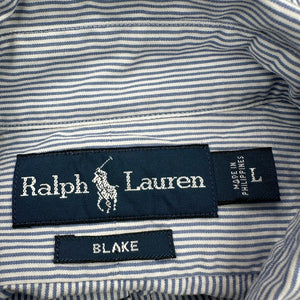 Ralph Lauren
MADE IN
PHILIPPINES
L
BLAKE